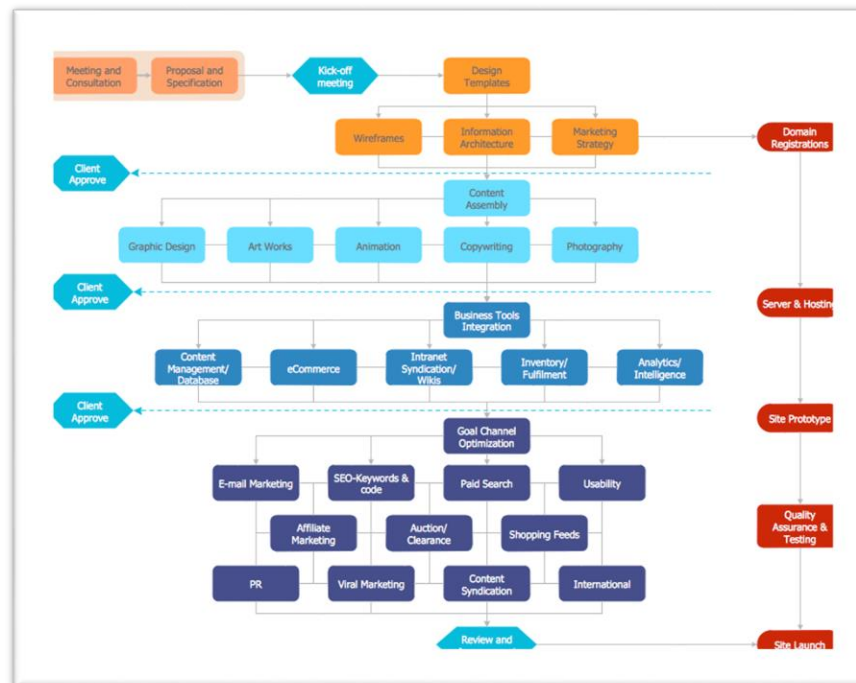 Meeting and
Consultation
Proposal and
Specification
Kick-off
meeting
Design
Templates
Wireframes
Information
Architecture
Marketing
Strategy
Domain
Registrations
Client
Approve
Content
Assembly
Graphic Design
Art Works
Animation
Copywriting
Photography
Client
Approve
Server & Hosting
Business Tools
Integration
Content
Management/
Database
eCommerce
Intranet
Syndication/
Wikis
Inventory/
Fulfilment
Analytics/
Intelligence
Client
Approve
Site Prototype
Goal Channel
Optimization
E-mail Marketing
SEO-Keywords &
code
Paid Search
Usability
Affiliate
Marketing
Auction/
Clearance
Shopping Feeds
Quality
Assurance &
Testing
PR
Viral Marketing
Content
Syndication
International
Review and
Site Launch